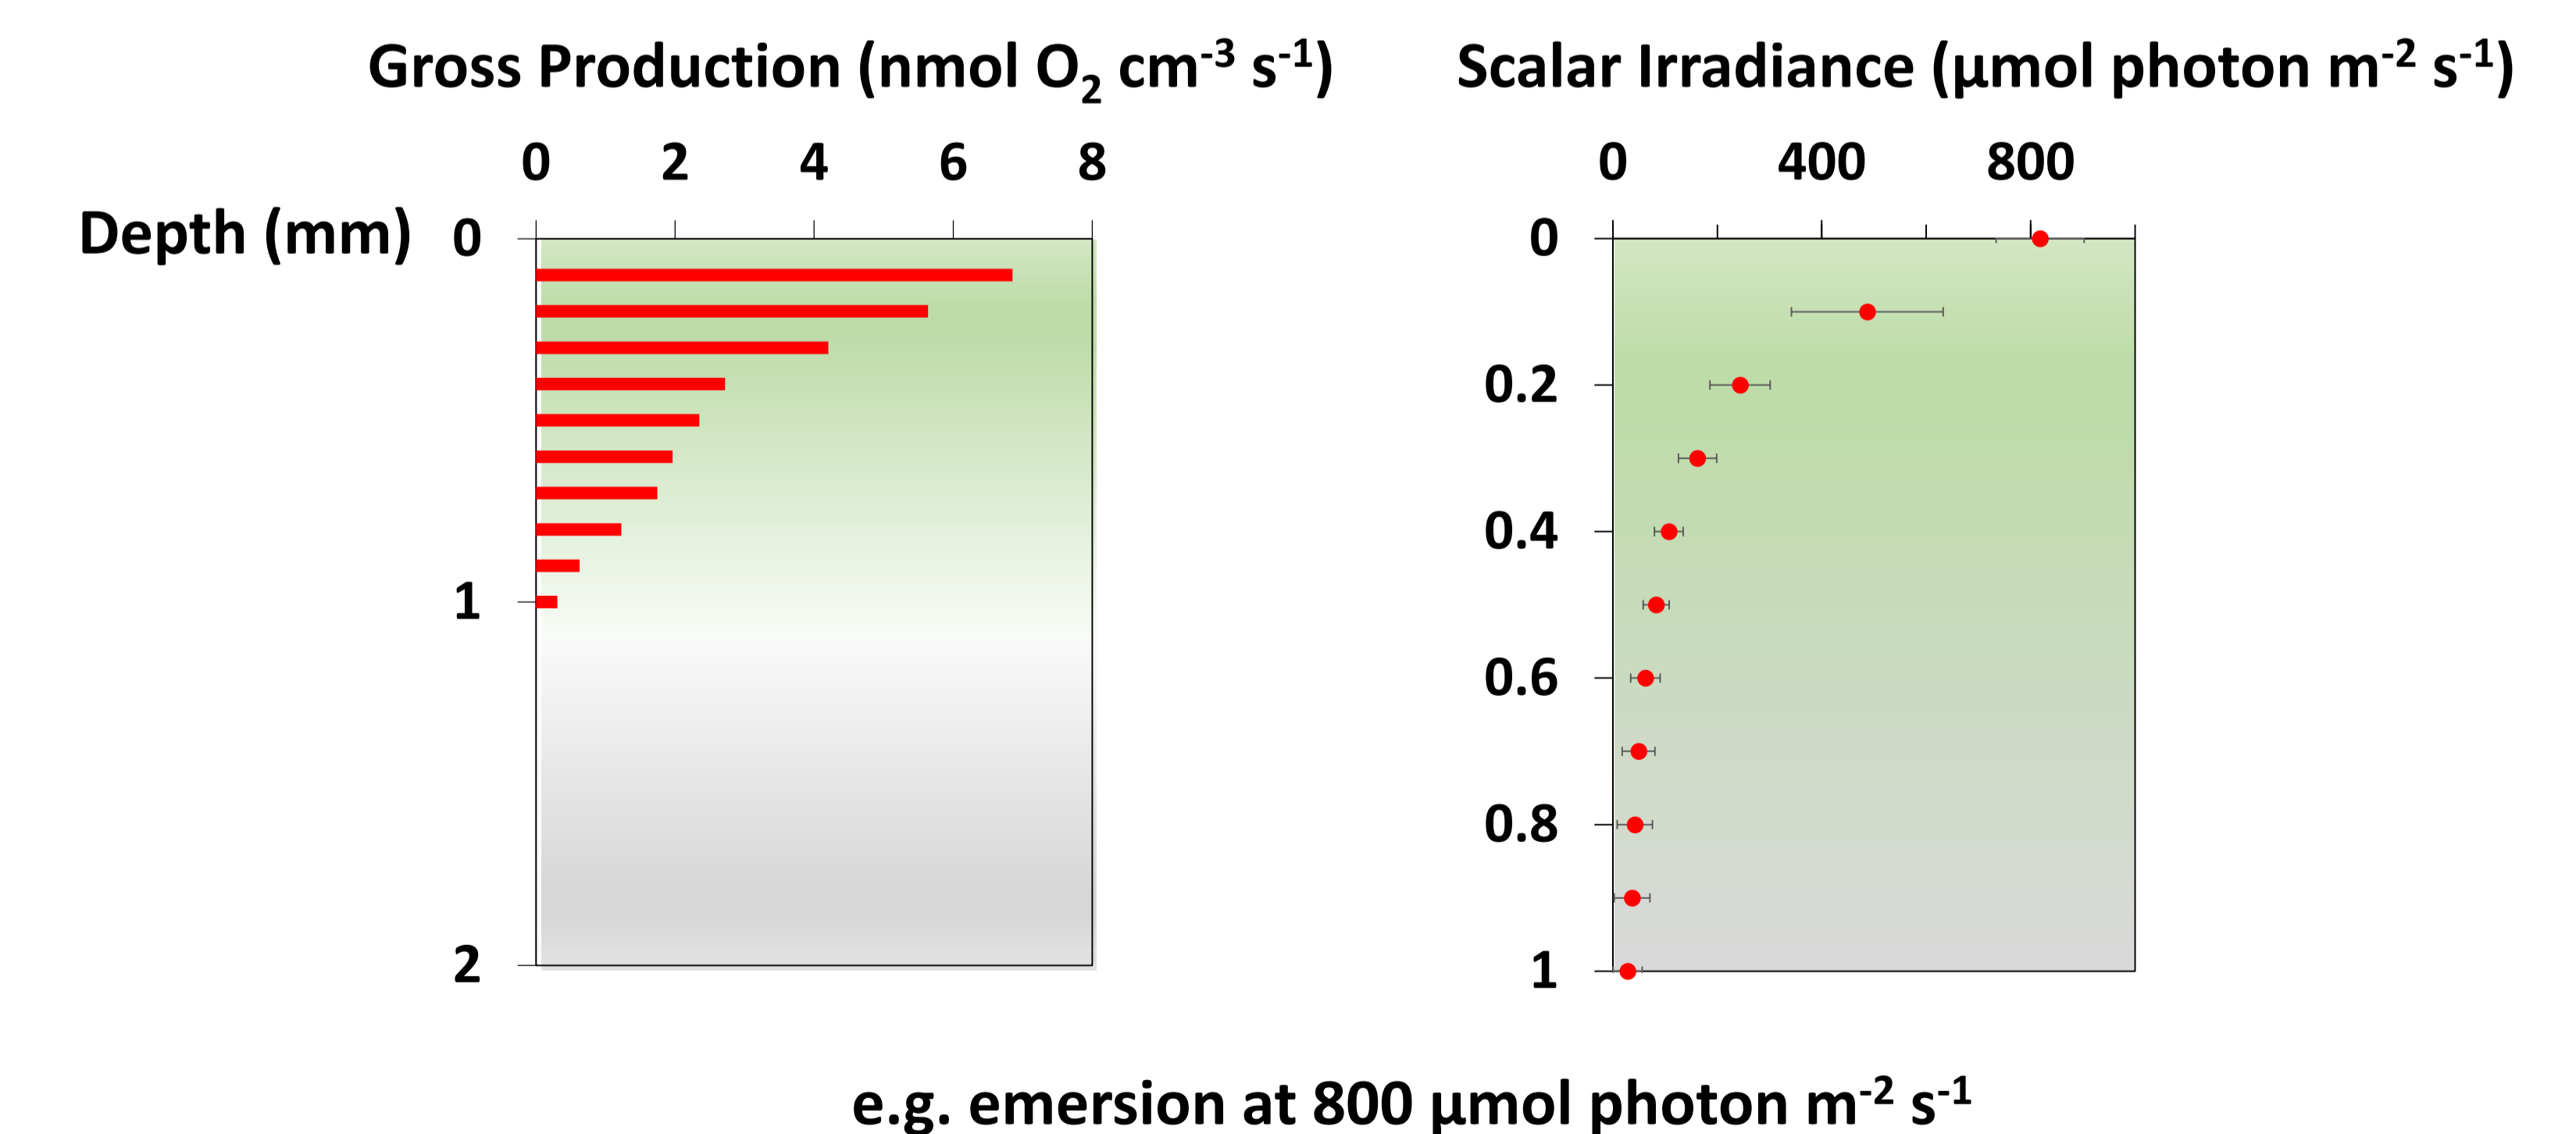 Gross Production (nmol O₂ cm⁻³ s⁻¹)
Scalar Irradiance (µmol photon m⁻² s⁻¹)
0 2 4 6 8
0 400 800
Depth (mm)
0
1
2
0
0.2
0.4
0.6
0.8
1
e.g. emersion at 800 µmol photon m⁻² s⁻¹